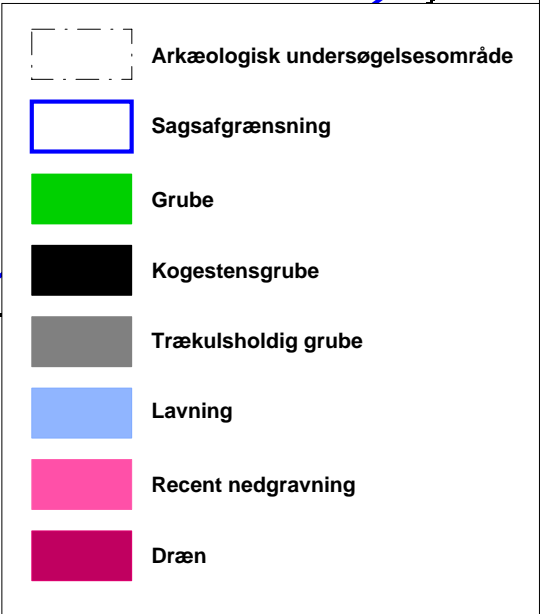 Arkæologisk undersøgelsesområde
Sagsafgrænsning
Grube
Kogestensgrube
Trækulsholdig grube
Lavning
Recent nedgravning
Dræn